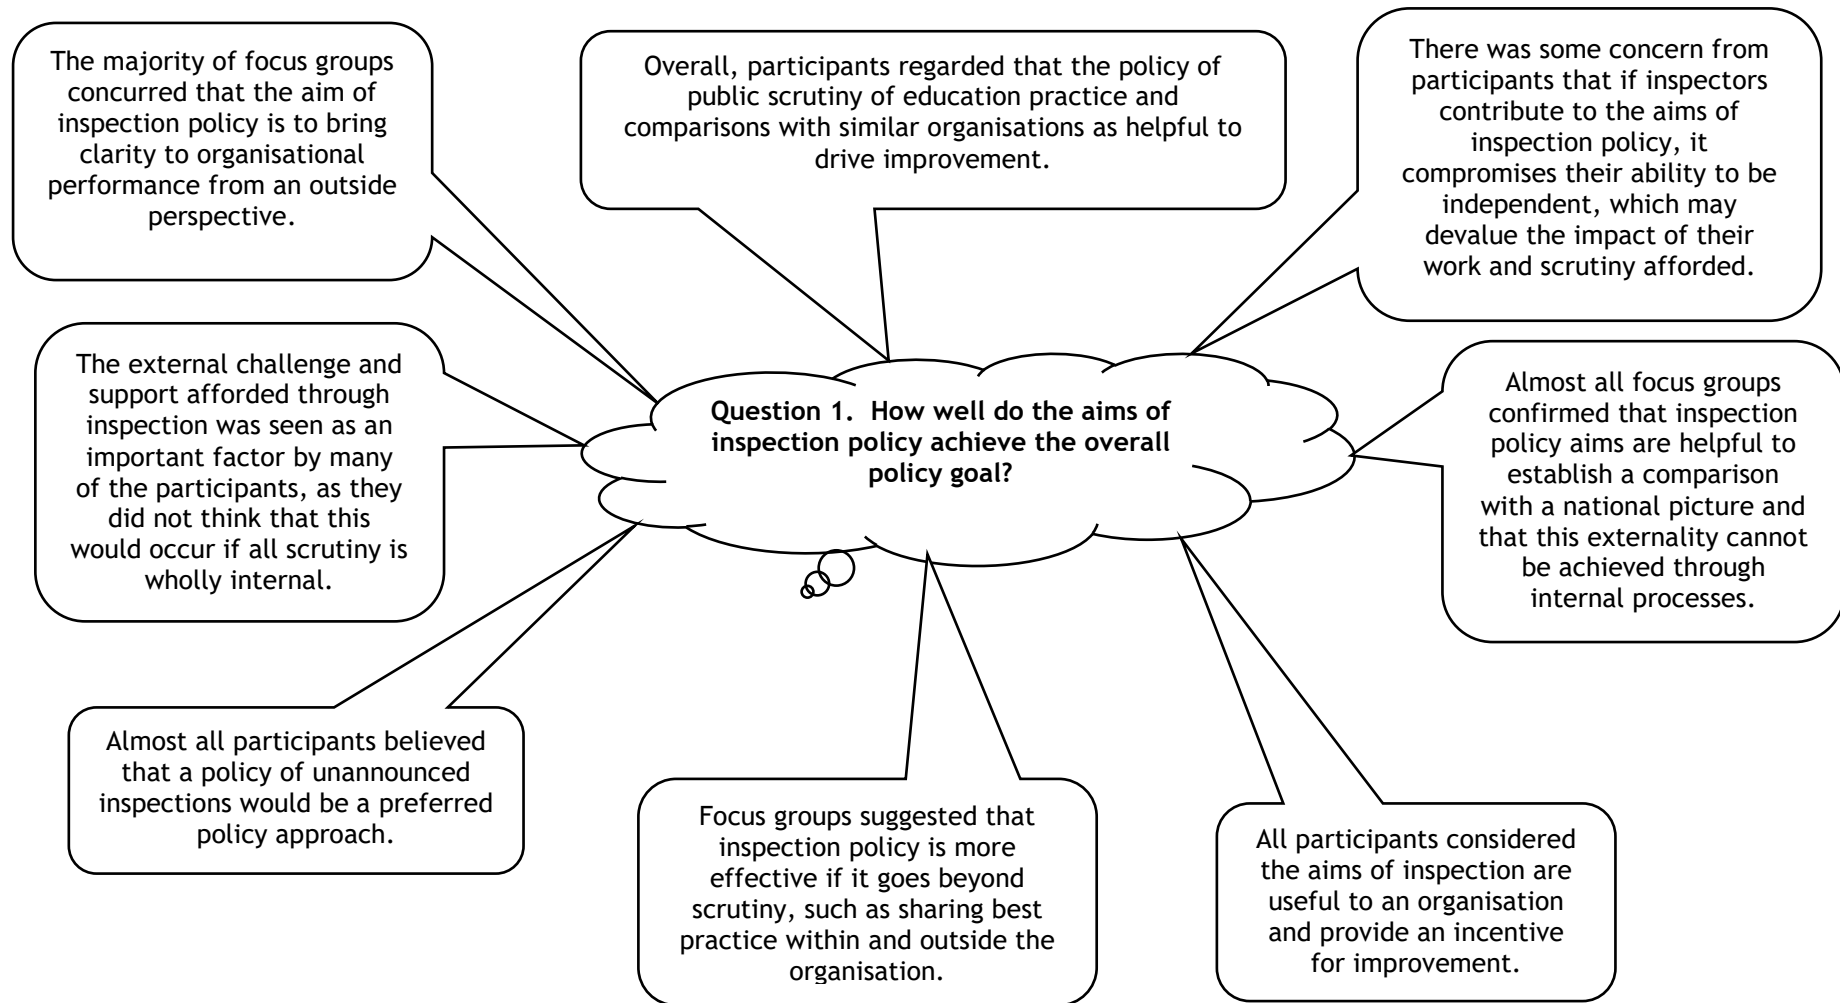 The majority of focus groups
concurred that the aim of
inspection policy is to bring
clarity to organisational
performance from an outside
perspective.
Overall, participants regarded that the policy of
public scrutiny of education practice and
comparisons with similar organisations as helpful to
drive improvement.
There was some concern from
participants that if inspectors
contribute to the aims of
inspection policy, it
compromises their ability to be
independent, which may
devalue the impact of their
work and scrutiny afforded.
The external challenge and
support afforded through
inspection was seen as an
important factor by many
of the participants, as they
did not think that this
would occur if all scrutiny is
wholly internal.
Question 1. How well do the aims of
inspection policy achieve the overall
policy goal?
Almost all focus groups
confirmed that inspection
policy aims are helpful to
establish a comparison
with a national picture and
that this externality cannot
be achieved through
internal processes.
Almost all participants believed
that a policy of unannounced
inspections would be a preferred
policy approach.
Focus groups suggested that
inspection policy is more
effective if it goes beyond
scrutiny, such as sharing best
practice within and outside the
organisation.
All participants considered
the aims of inspection are
useful to an organisation
and provide an incentive
for improvement.